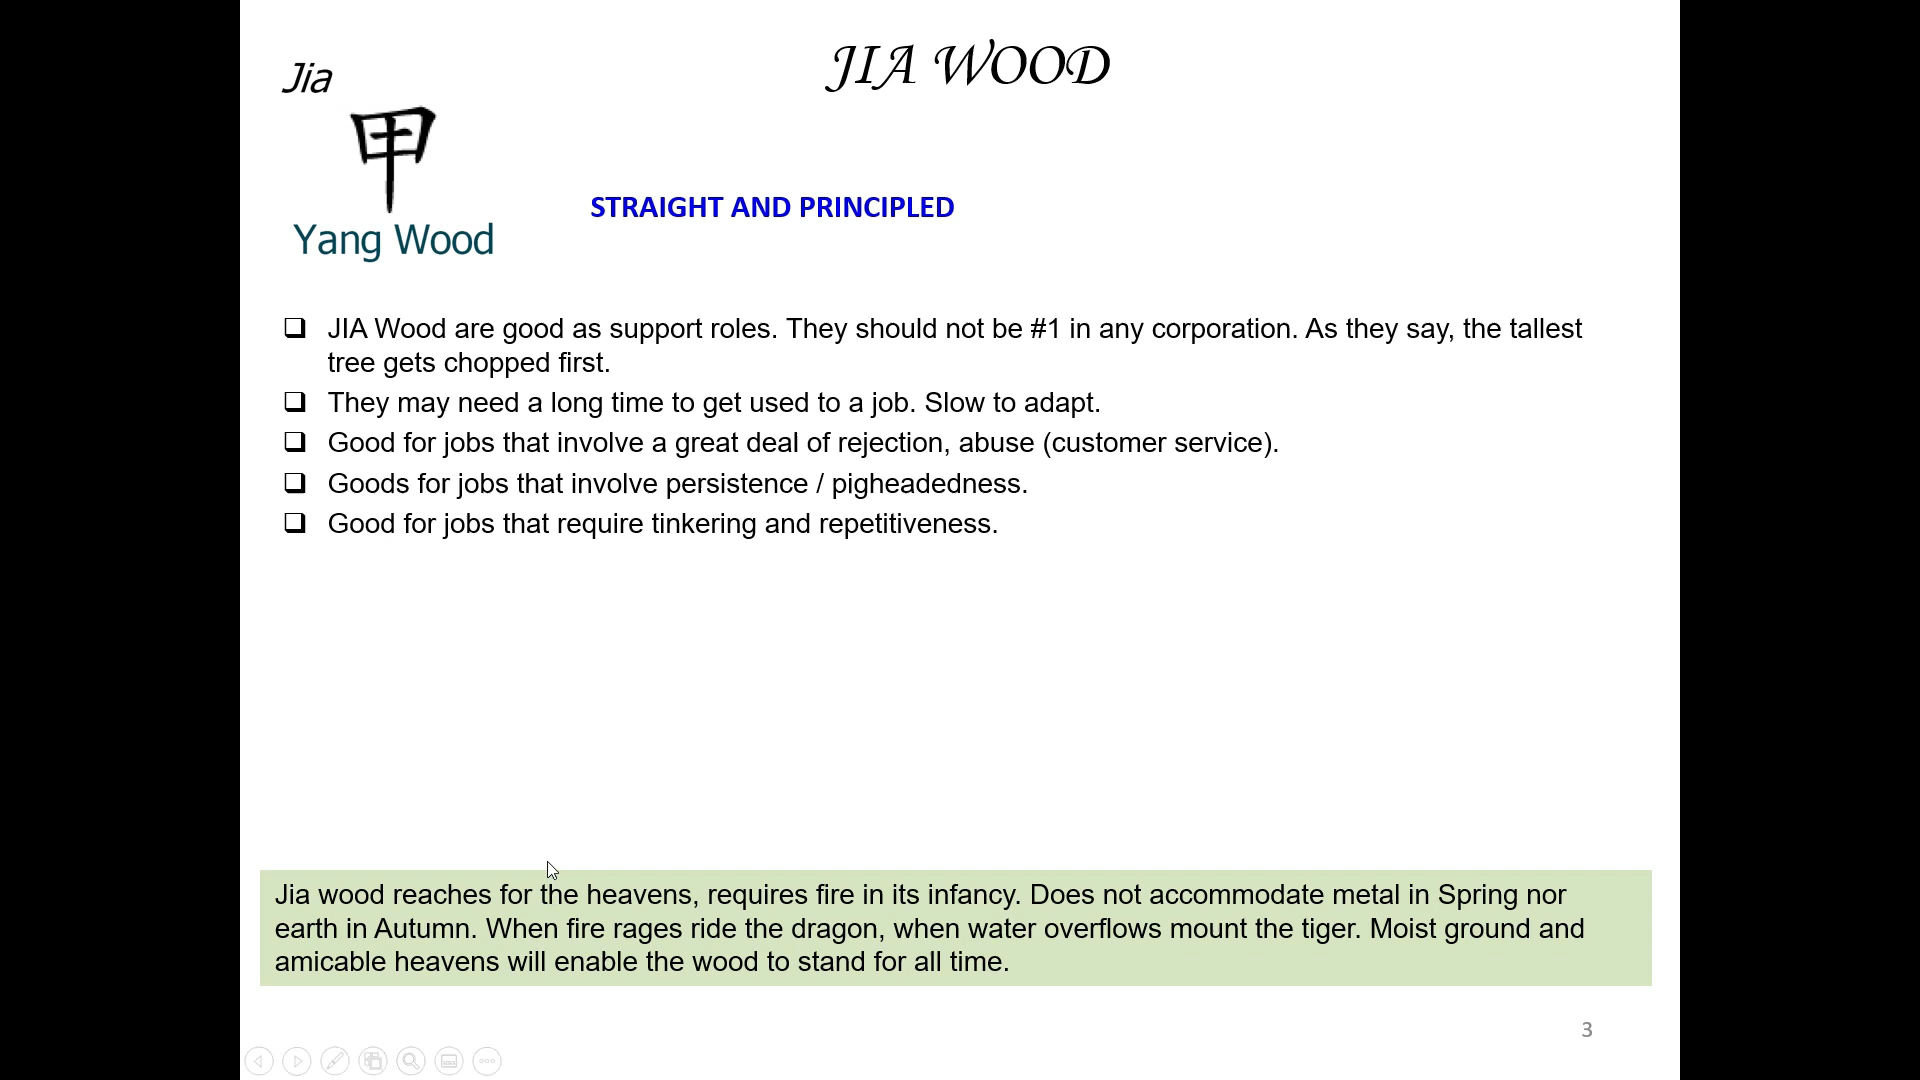 JIA WOOD
Jia
甲
Yang Wood
STRAIGHT AND PRINCIPLED
❑ JIA Wood are good as support roles. They should not be #1 in any corporation. As they say, the tallest
tree gets chopped first.
❑ They may need a long time to get used to a job. Slow to adapt.
❑ Good for jobs that involve a great deal of rejection, abuse (customer service).
❑ Goods for jobs that involve persistence / pigheadedness.
❑ Good for jobs that require tinkering and repetitiveness.
Jia wood reaches for the heavens, requires fire in its infancy. Does not accommodate metal in Spring nor
earth in Autumn. When fire rages ride the dragon, when water overflows mount the tiger. Moist ground and
amicable heavens will enable the wood to stand for all time.
3